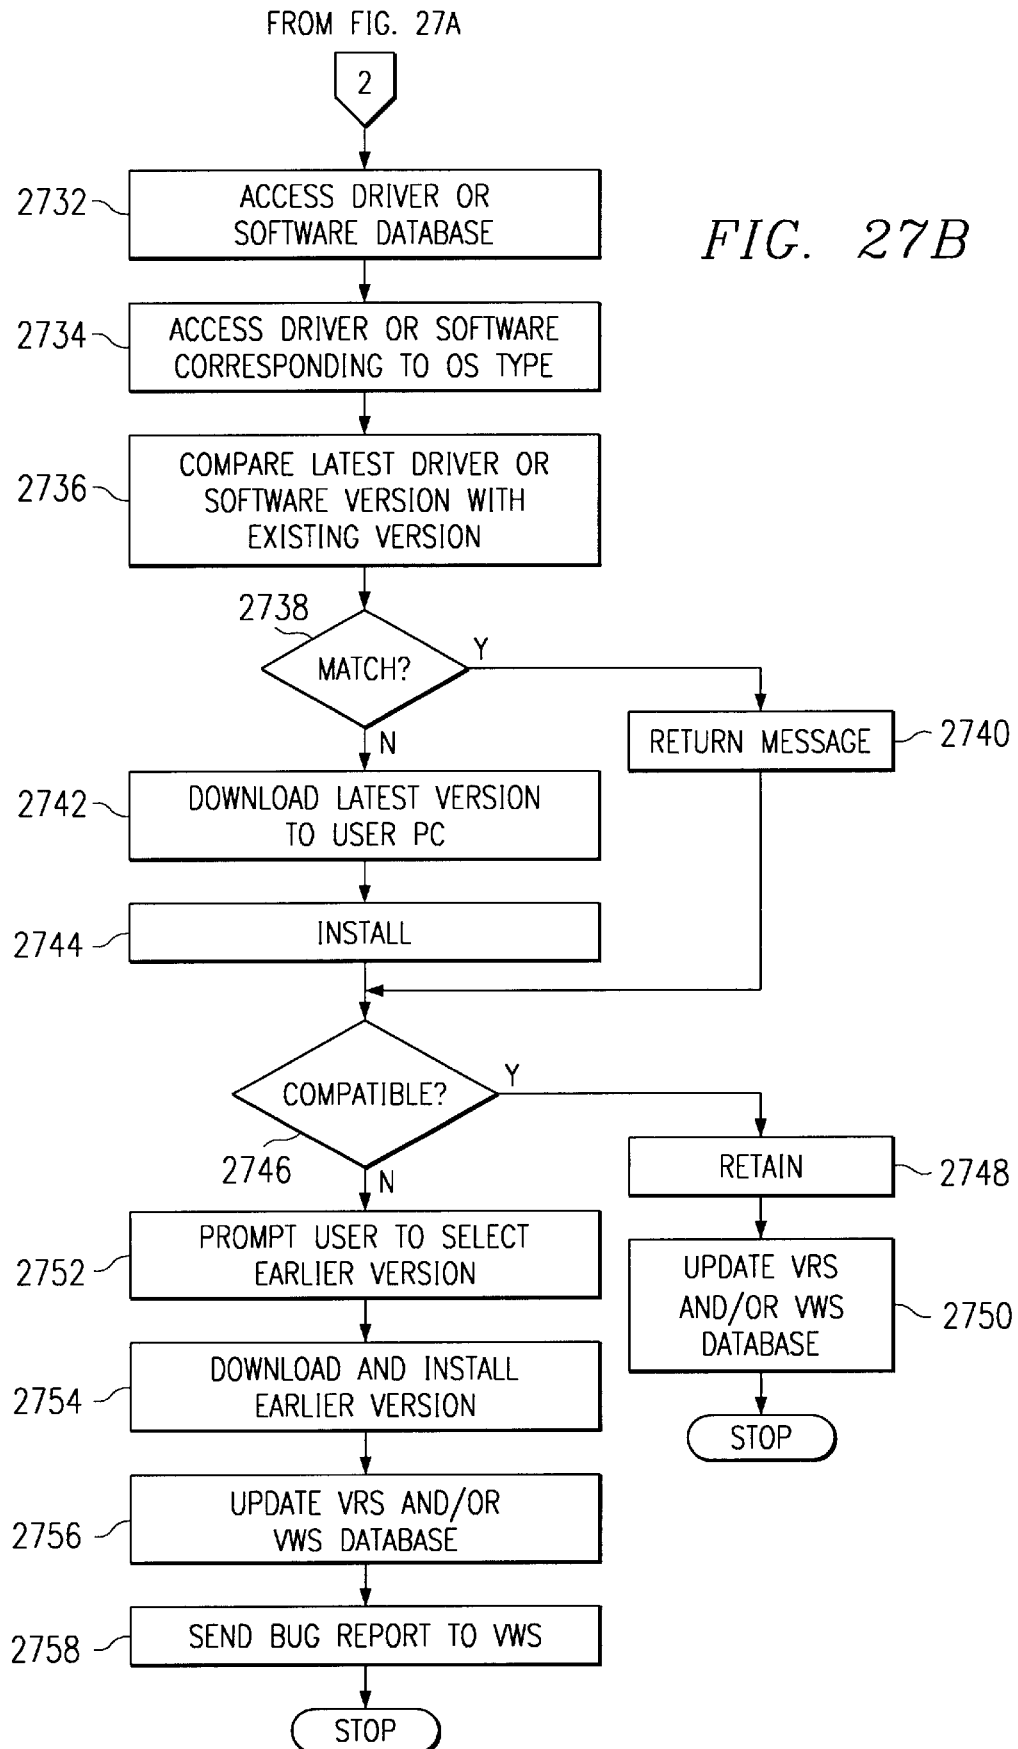 FROM FIG. 27A
2
2732
ACCESS DRIVER OR
SOFTWARE DATABASE
FIG. 27B
2734
ACCESS DRIVER OR SOFTWARE
CORRESPONDING TO OS TYPE
2736
COMPARE LATEST DRIVER OR
SOFTWARE VERSION WITH
EXISTING VERSION
2738
MATCH?
Y
N
RETURN MESSAGE
2740
2742
DOWNLOAD LATEST VERSION
TO USER PC
2744
INSTALL
COMPATIBLE?
Y
2746
N
RETAIN
2748
2752
PROMPT USER TO SELECT
EARLIER VERSION
UPDATE VRS
AND/OR VWS
DATABASE
2750
2754
DOWNLOAD AND INSTALL
EARLIER VERSION
STOP
2756
UPDATE VRS AND/OR
VWS DATABASE
2758
SEND BUG REPORT TO VWS
STOP